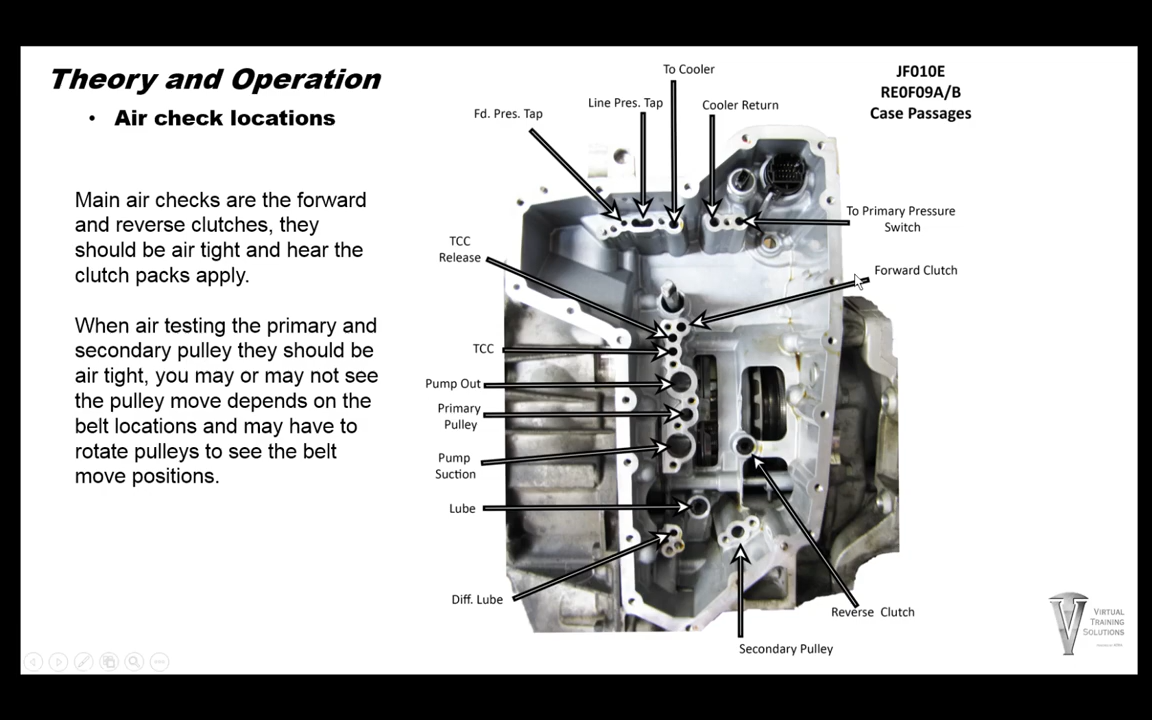 Theory and Operation
• Air check locations
Main air checks are the forward
and reverse clutches, they
should be air tight and hear the
clutch packs apply.
When air testing the primary and
secondary pulley they should be
air tight, you may or may not see
the pulley move depends on the
belt locations and may have to
rotate pulleys to see the belt
move positions.
JF010E
RE0F09A/B
Case Passages
To Cooler
Line Pres. Tap
Cooler Return
Fd. Pres. Tap
To Primary Pressure
Switch
TCC
Release
Forward Clutch
TCC
Pump Out
Primary
Pulley
Pump
Suction
Lube
Diff. Lube
Reverse Clutch
Secondary Pulley
VIRTUAL
TRAINING
SOLUTIONS